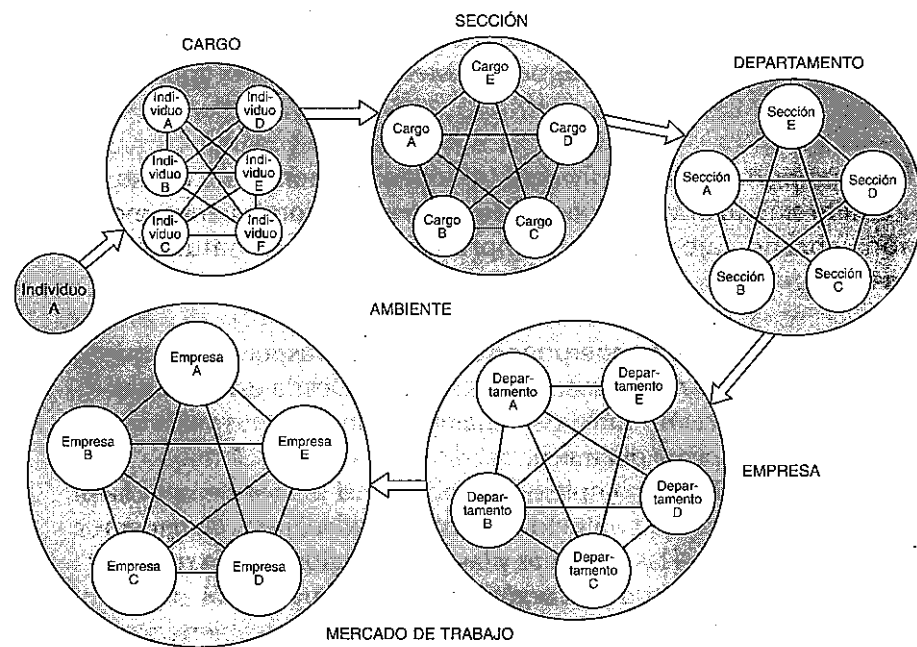 CARGO
SECCIÓN
DEPARTAMENTO
Indi-
viduo
A
Indi-
viduo
D
Indi-
viduo
B
Indi-
viduo
E
Indi-
viduo
C
Indi-
viduo
F
Individuo
A
Cargo
E
Cargo
A
Cargo
D
Cargo
B
Cargo
C
Sección
E
Sección
A
Sección
D
Sección
B
Sección
C
AMBIENTE
Empresa
A
Empresa
B
Empresa
E
Empresa
C
Empresa
D
Depar-
tamento
A
Depar-
tamento
E
Depar-
tamento
B
Depar-
tamento
D
Depar-
tamento
C
EMPRESA
MERCADO DE TRABAJO